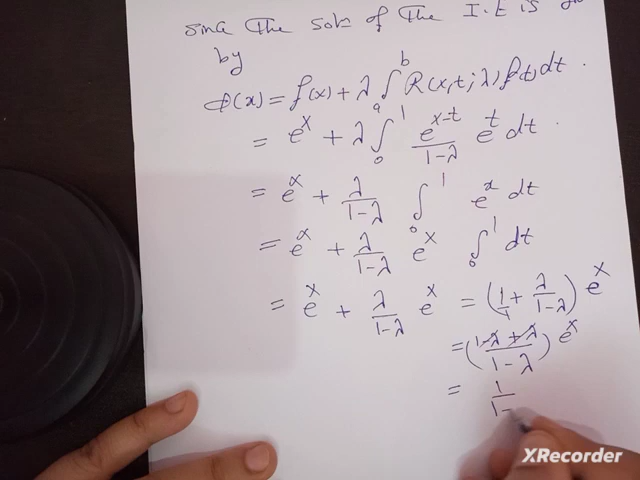 Since The Soln of The I.E is
by
Φ(x) = f(x) + λ ∫_a^b R(x,t;λ) f(t) dt .
= e^x + λ ∫_0^1 e^{x-t}/(1-λ) e^t dt .
= e^x + λ/(1-λ) ∫_0^1 e^x dt
= e^x + λ/(1-λ) e^x ∫_0^1 dt
= e^x + λ/(1-λ) e^x = (1/1 + λ/(1-λ)) e^x
= ((1-λ+λ)/(1-λ)) e^x
= 1/(1-
XRecorder